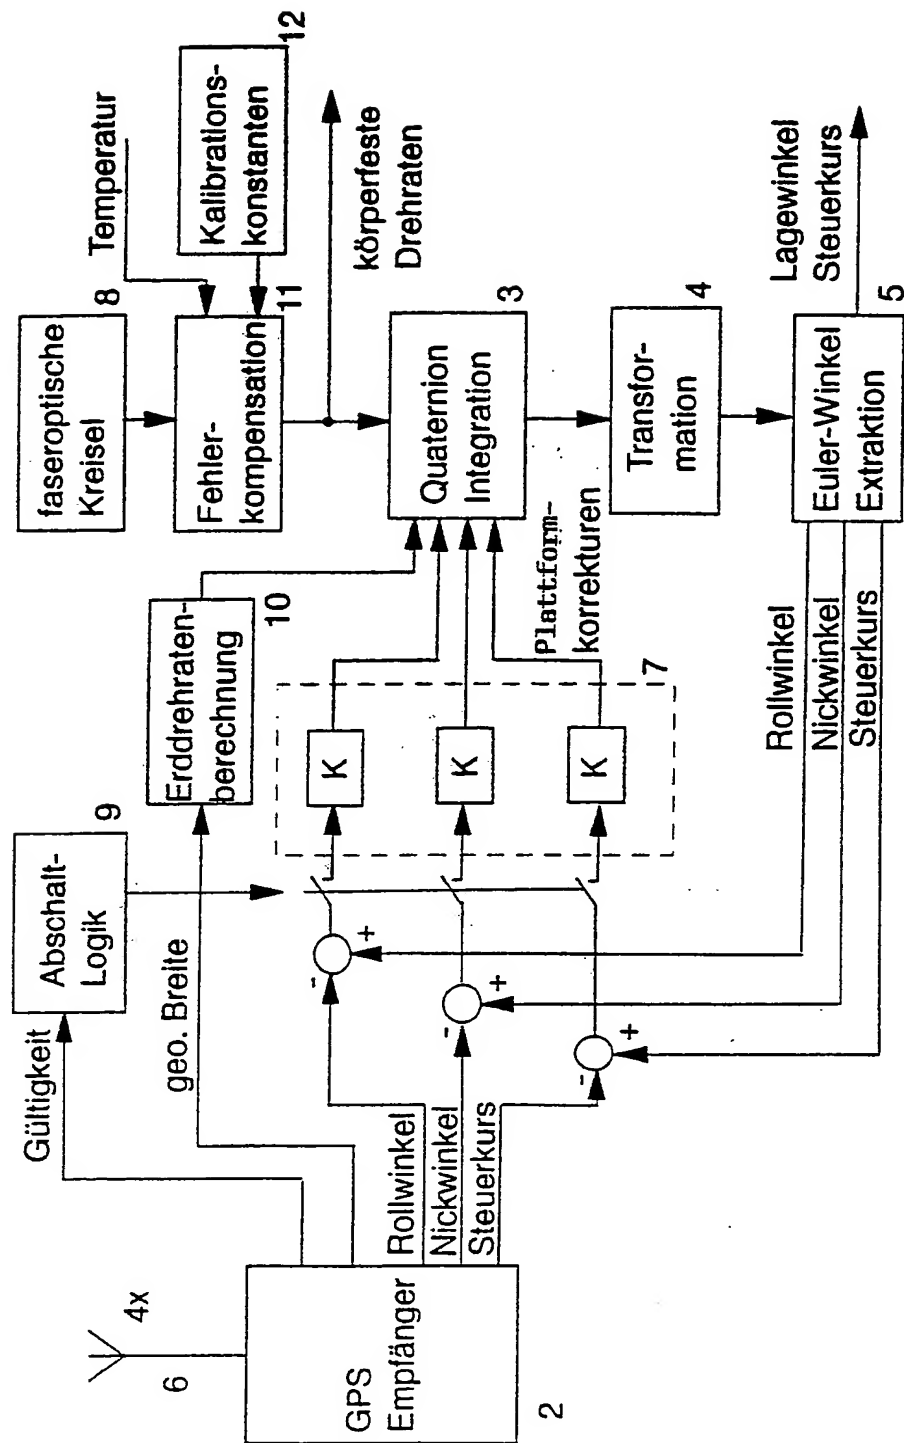 4x
6
GPS
Empfänger
2
Gültigkeit
geo. Breite
Rollwinkel
Nickwinkel
Steuerkurs
Abschalt-
Logik
9
Erddrehraten-
berechnung
10
-
+
-
+
-
+
K
K
K
7
Plattform-
korrekturen
faseroptische
Kreisel
8
Temperatur
Fehler-
kompensation
11
Kalibrations-
konstanten
12
körperfeste
Drehraten
Quaternion
Integration
3
Transfor-
mation
4
Euler-Winkel
Extraktion
5
Rollwinkel
Nickwinkel
Steuerkurs
Lagewinkel
Steuerkurs